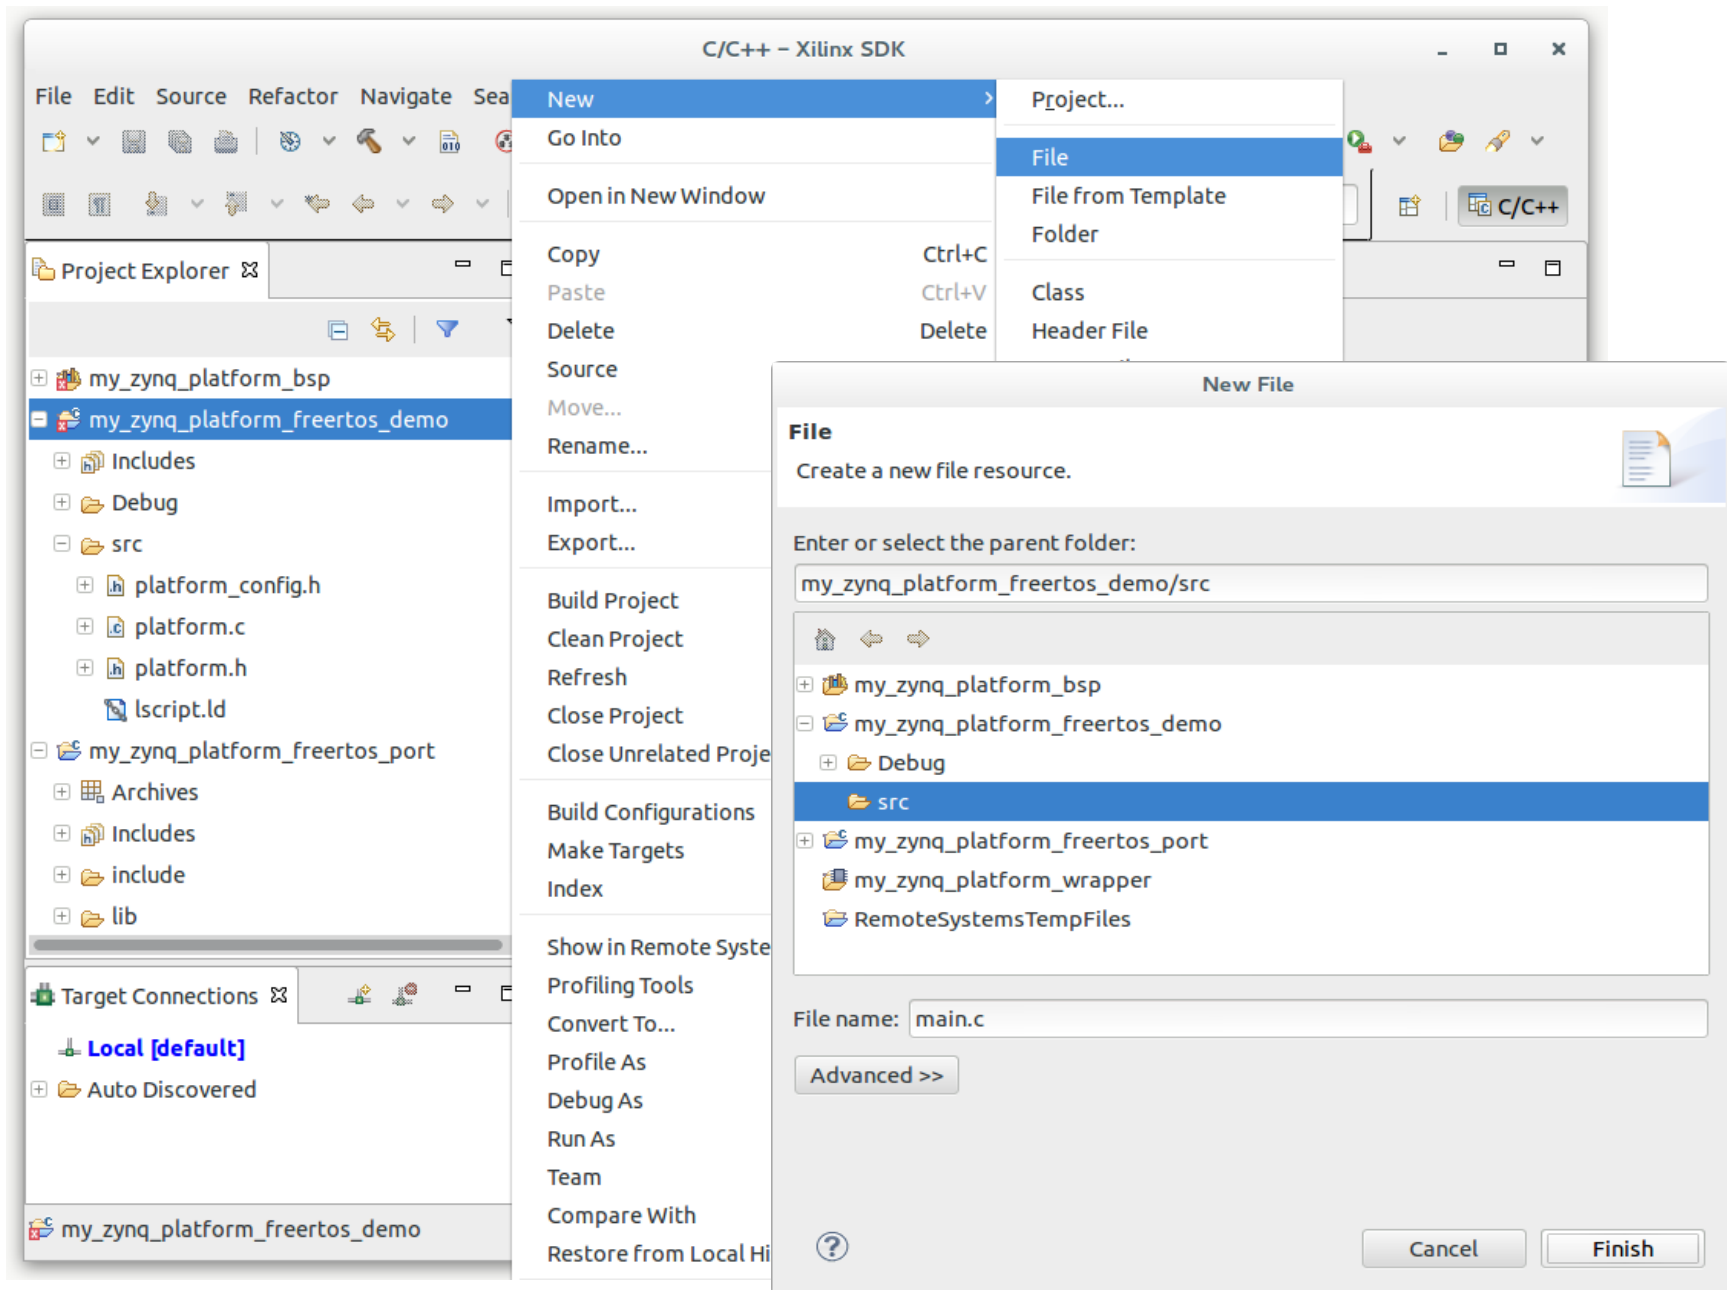 C/C++ – Xilinx SDK
File Edit Source Refactor Navigate Sea
C/C++
Project Explorer
my_zynq_platform_bsp
my_zynq_platform_freertos_demo
Includes
Debug
src
platform_config.h
platform.c
platform.h
lscript.ld
my_zynq_platform_freertos_port
Archives
Includes
include
lib
Target Connections
Local [default]
Auto Discovered
my_zynq_platform_freertos_demo
New
Go Into
Open in New Window
Copy Ctrl+C
Paste Ctrl+V
Delete Delete
Source
Move...
Rename...
Import...
Export...
Build Project
Clean Project
Refresh
Close Project
Close Unrelated Proje
Build Configurations
Make Targets
Index
Show in Remote Syste
Profiling Tools
Convert To...
Profile As
Debug As
Run As
Team
Compare With
Restore from Local Hi
Project...
File
File from Template
Folder
Class
Header File
New File
File
Create a new file resource.
Enter or select the parent folder:
my_zynq_platform_freertos_demo/src
my_zynq_platform_bsp
my_zynq_platform_freertos_demo
Debug
src
my_zynq_platform_freertos_port
my_zynq_platform_wrapper
RemoteSystemsTempFiles
File name: main.c
Advanced >>
?
Cancel Finish